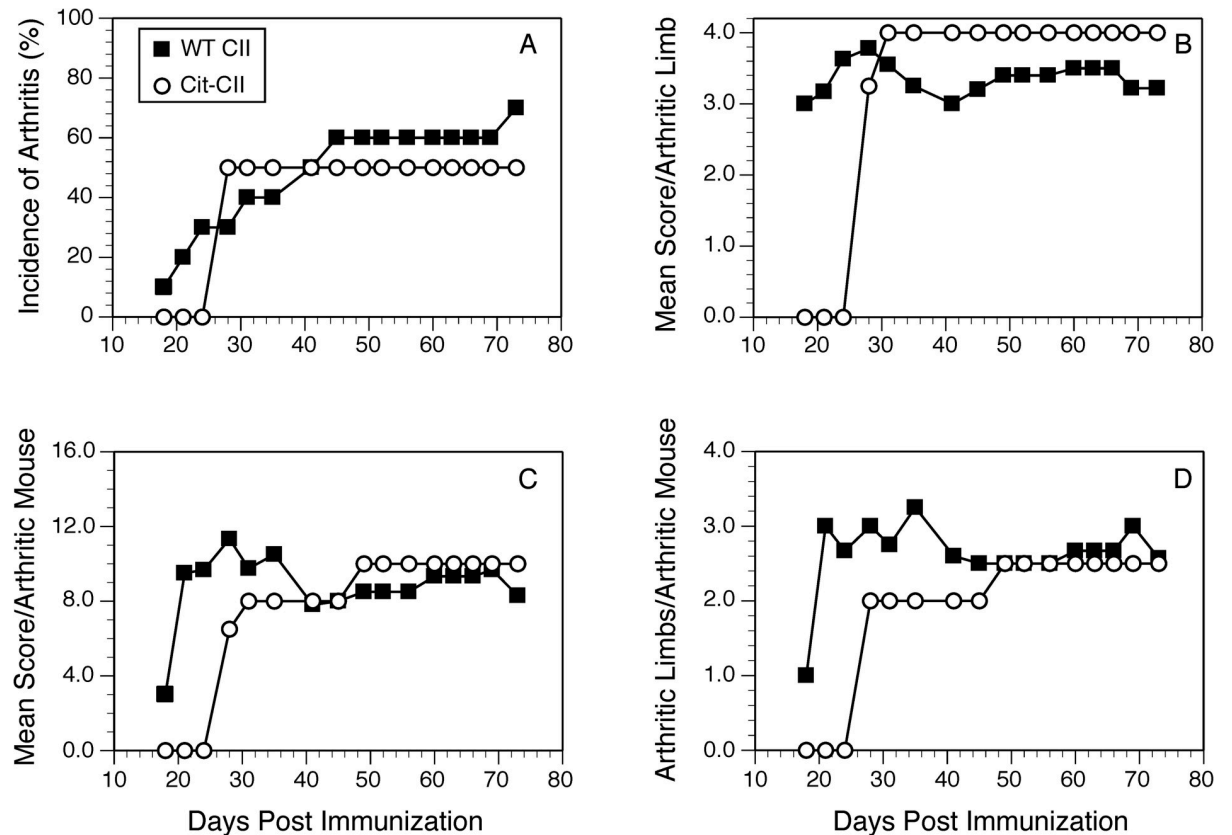 Incidence of Arthritis (%)
100
80
60
40
20
0
10 20 30 40 50 60 70 80
WT CII
Cit-CII
A
Mean Score/Arthritic Limb
4.0
3.0
2.0
1.0
0.0
10 20 30 40 50 60 70 80
B
Mean Score/Arthritic Mouse
16.0
12.0
8.0
4.0
0.0
10 20 30 40 50 60 70 80
C
Days Post Immunization
Arthritic Limbs/Arthritic Mouse
4.0
3.0
2.0
1.0
0.0
10 20 30 40 50 60 70 80
D
Days Post Immunization